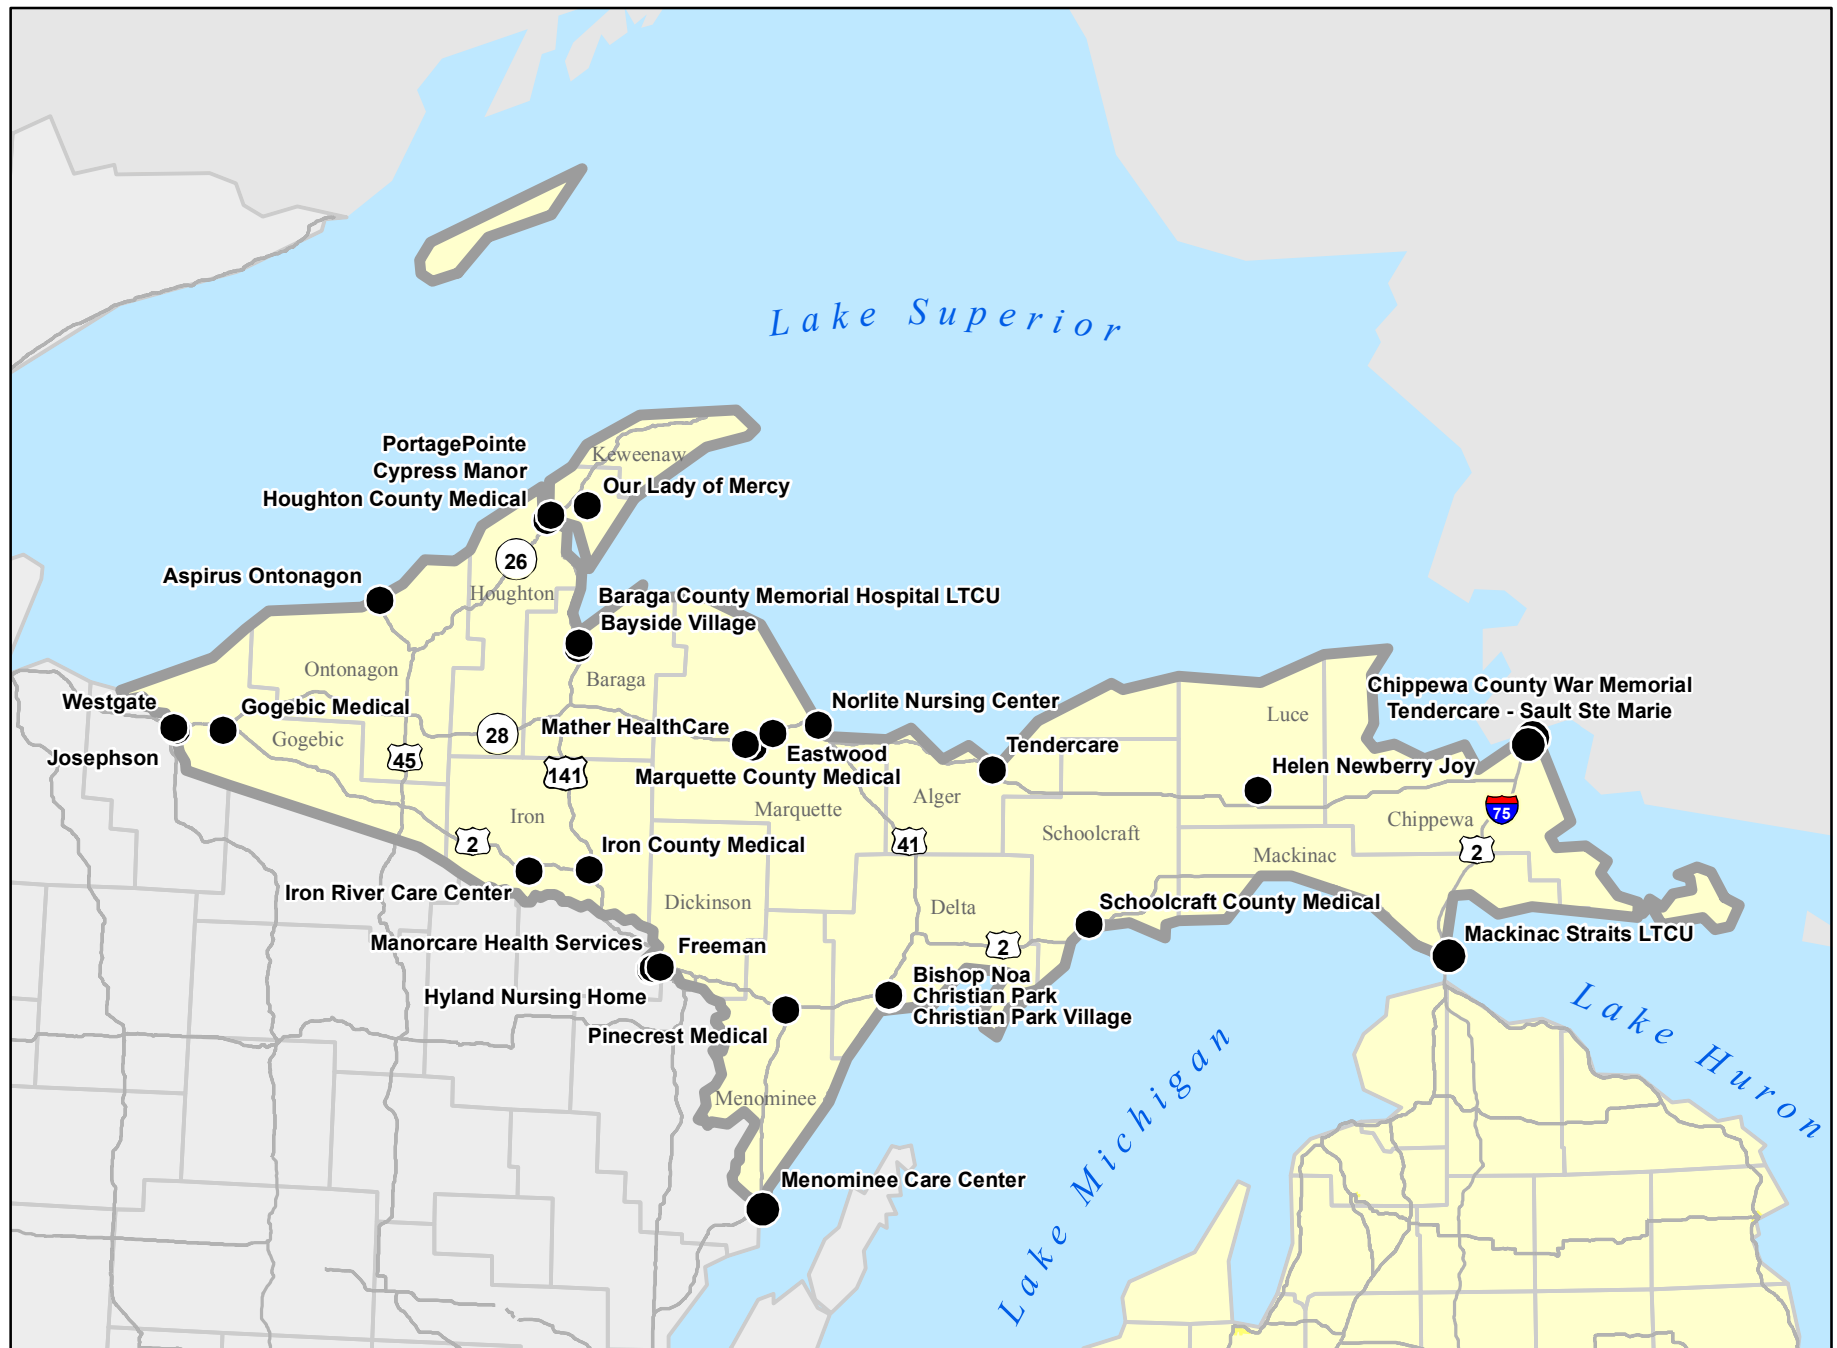 Lake Superior
PortagePointe
Keweenaw
Cypress Manor
Our Lady of Mercy
Houghton County Medical
26
Aspirus Ontonagon
Houghton
Baraga County Memorial Hospital LTCU
Bayside Village
Ontonagon
Baraga
Chippewa County War Memorial
Westgate
Gogebic Medical
Norlite Nursing Center
Tendercare - Sault Ste Marie
Luce
Mather HealthCare
28
Gogebic
Tendercare
Josephson
45
Eastwood
Helen Newberry Joy
141
Marquette County Medical
Alger
Marquette
75
Iron
Chippewa
Schoolcraft
2
Iron County Medical
41
Mackinac
2
Iron River Care Center
Dickinson
Delta
Schoolcraft County Medical
Manorcare Health Services
Freeman
2
Mackinac Straits LTCU
Hyland Nursing Home
Bishop Noa
Christian Park
Christian Park Village
Pinecrest Medical
Lake Huron
Menominee
Lake Michigan
Menominee Care Center